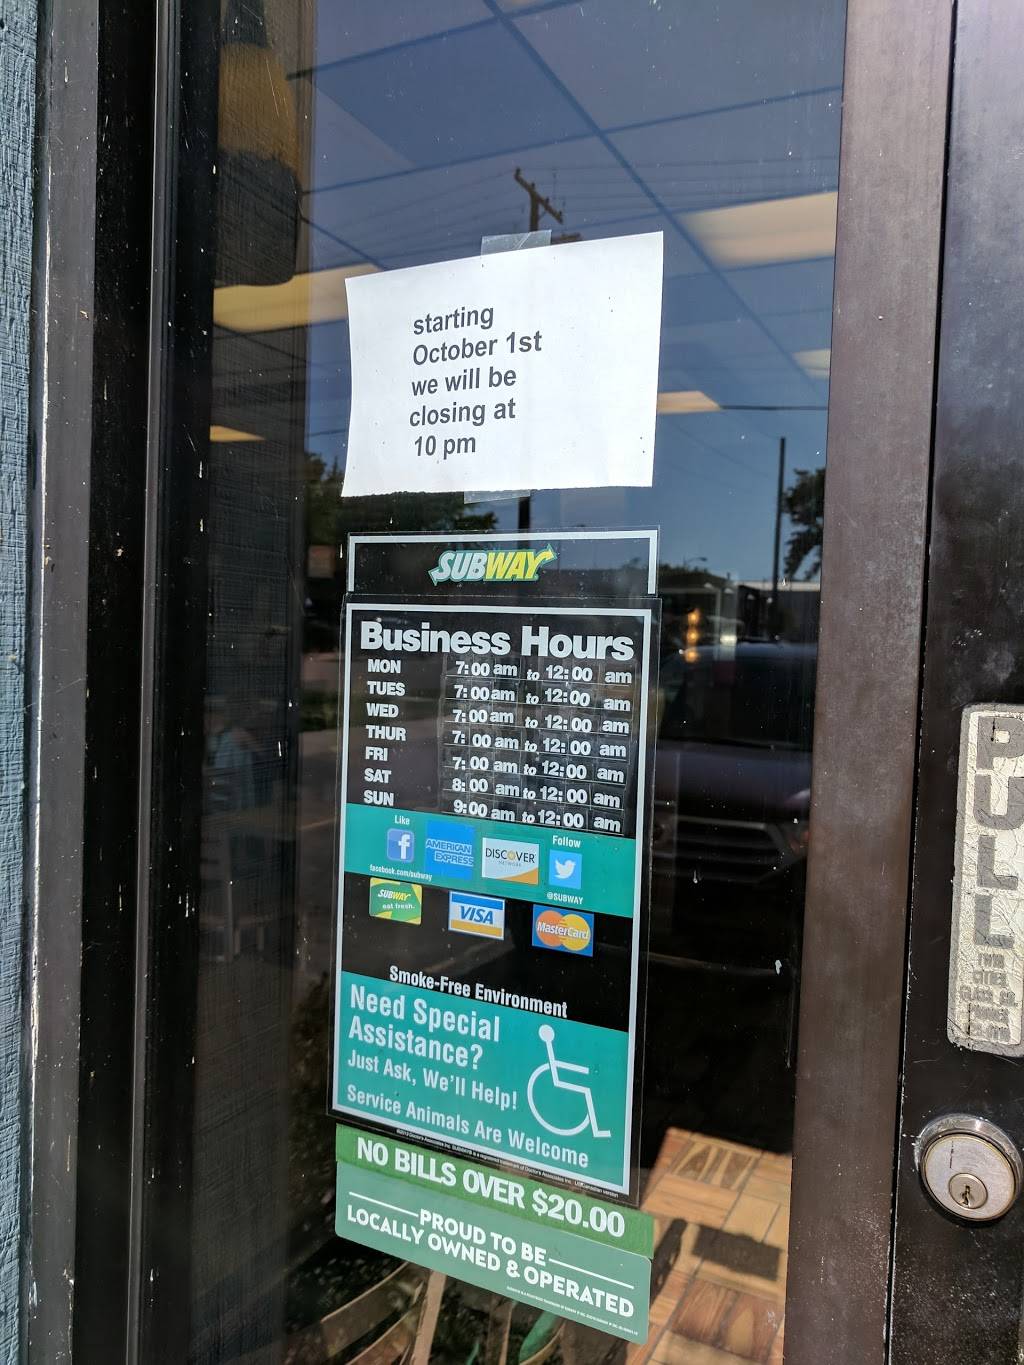 starting
October 1st
we will be
closing at
10 pm
SUBWAY
Business Hours
MON 7:00 am to 12:00 am
TUES 7:00 am to 12:00 am
WED 7:00 am to 12:00 am
THUR 7:00 am to 12:00 am
FRI 7:00 am to 12:00 am
SAT 8:00 am to 12:00 am
SUN 9:00 am to 12:00 am
Like
Follow
f
AMERICAN
EXPRESS
DISCOVER
NETWORK
facebook.com/subway
@SUBWAY
SUBWAY
eat fresh.
VISA
MasterCard
Smoke-Free Environment
Need Special
Assistance?
Just Ask, We'll Help!
Service Animals Are Welcome
NO BILLS OVER $20.00
PROUD TO BE
LOCALLY OWNED & OPERATED
PULL
TWIN
CITIES